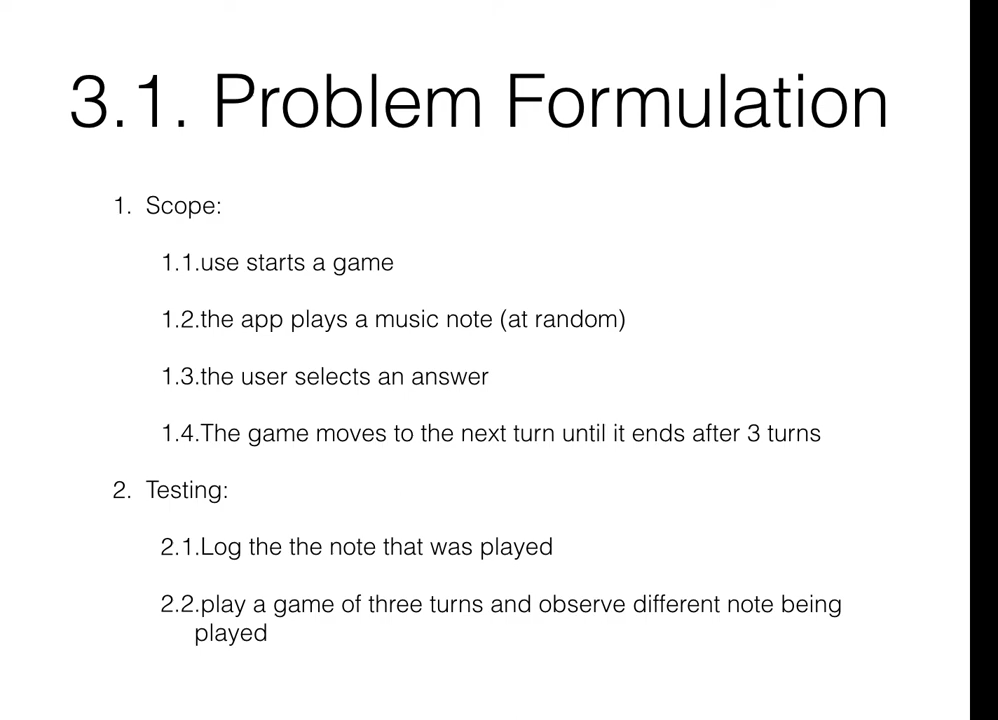 3.1. Problem Formulation
1. Scope:
1.1.use starts a game
1.2.the app plays a music note (at random)
1.3.the user selects an answer
1.4.The game moves to the next turn until it ends after 3 turns
2. Testing:
2.1.Log the the note that was played
2.2.play a game of three turns and observe different note being
played